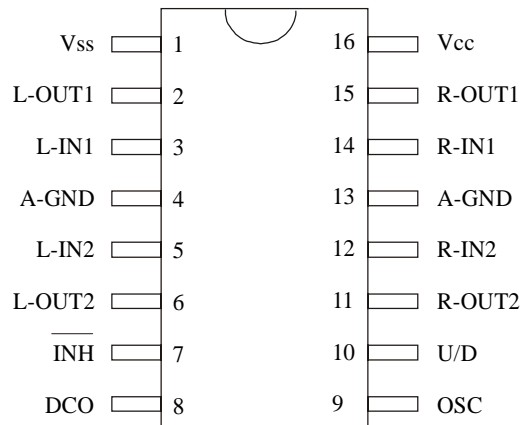 Vss 1 16 Vcc
L-OUT1 2 15 R-OUT1
L-IN1 3 14 R-IN1
A-GND 4 13 A-GND
L-IN2 5 12 R-IN2
L-OUT2 6 11 R-OUT2
I̅N̅H̅ 7 10 U/D
DCO 8 9 OSC